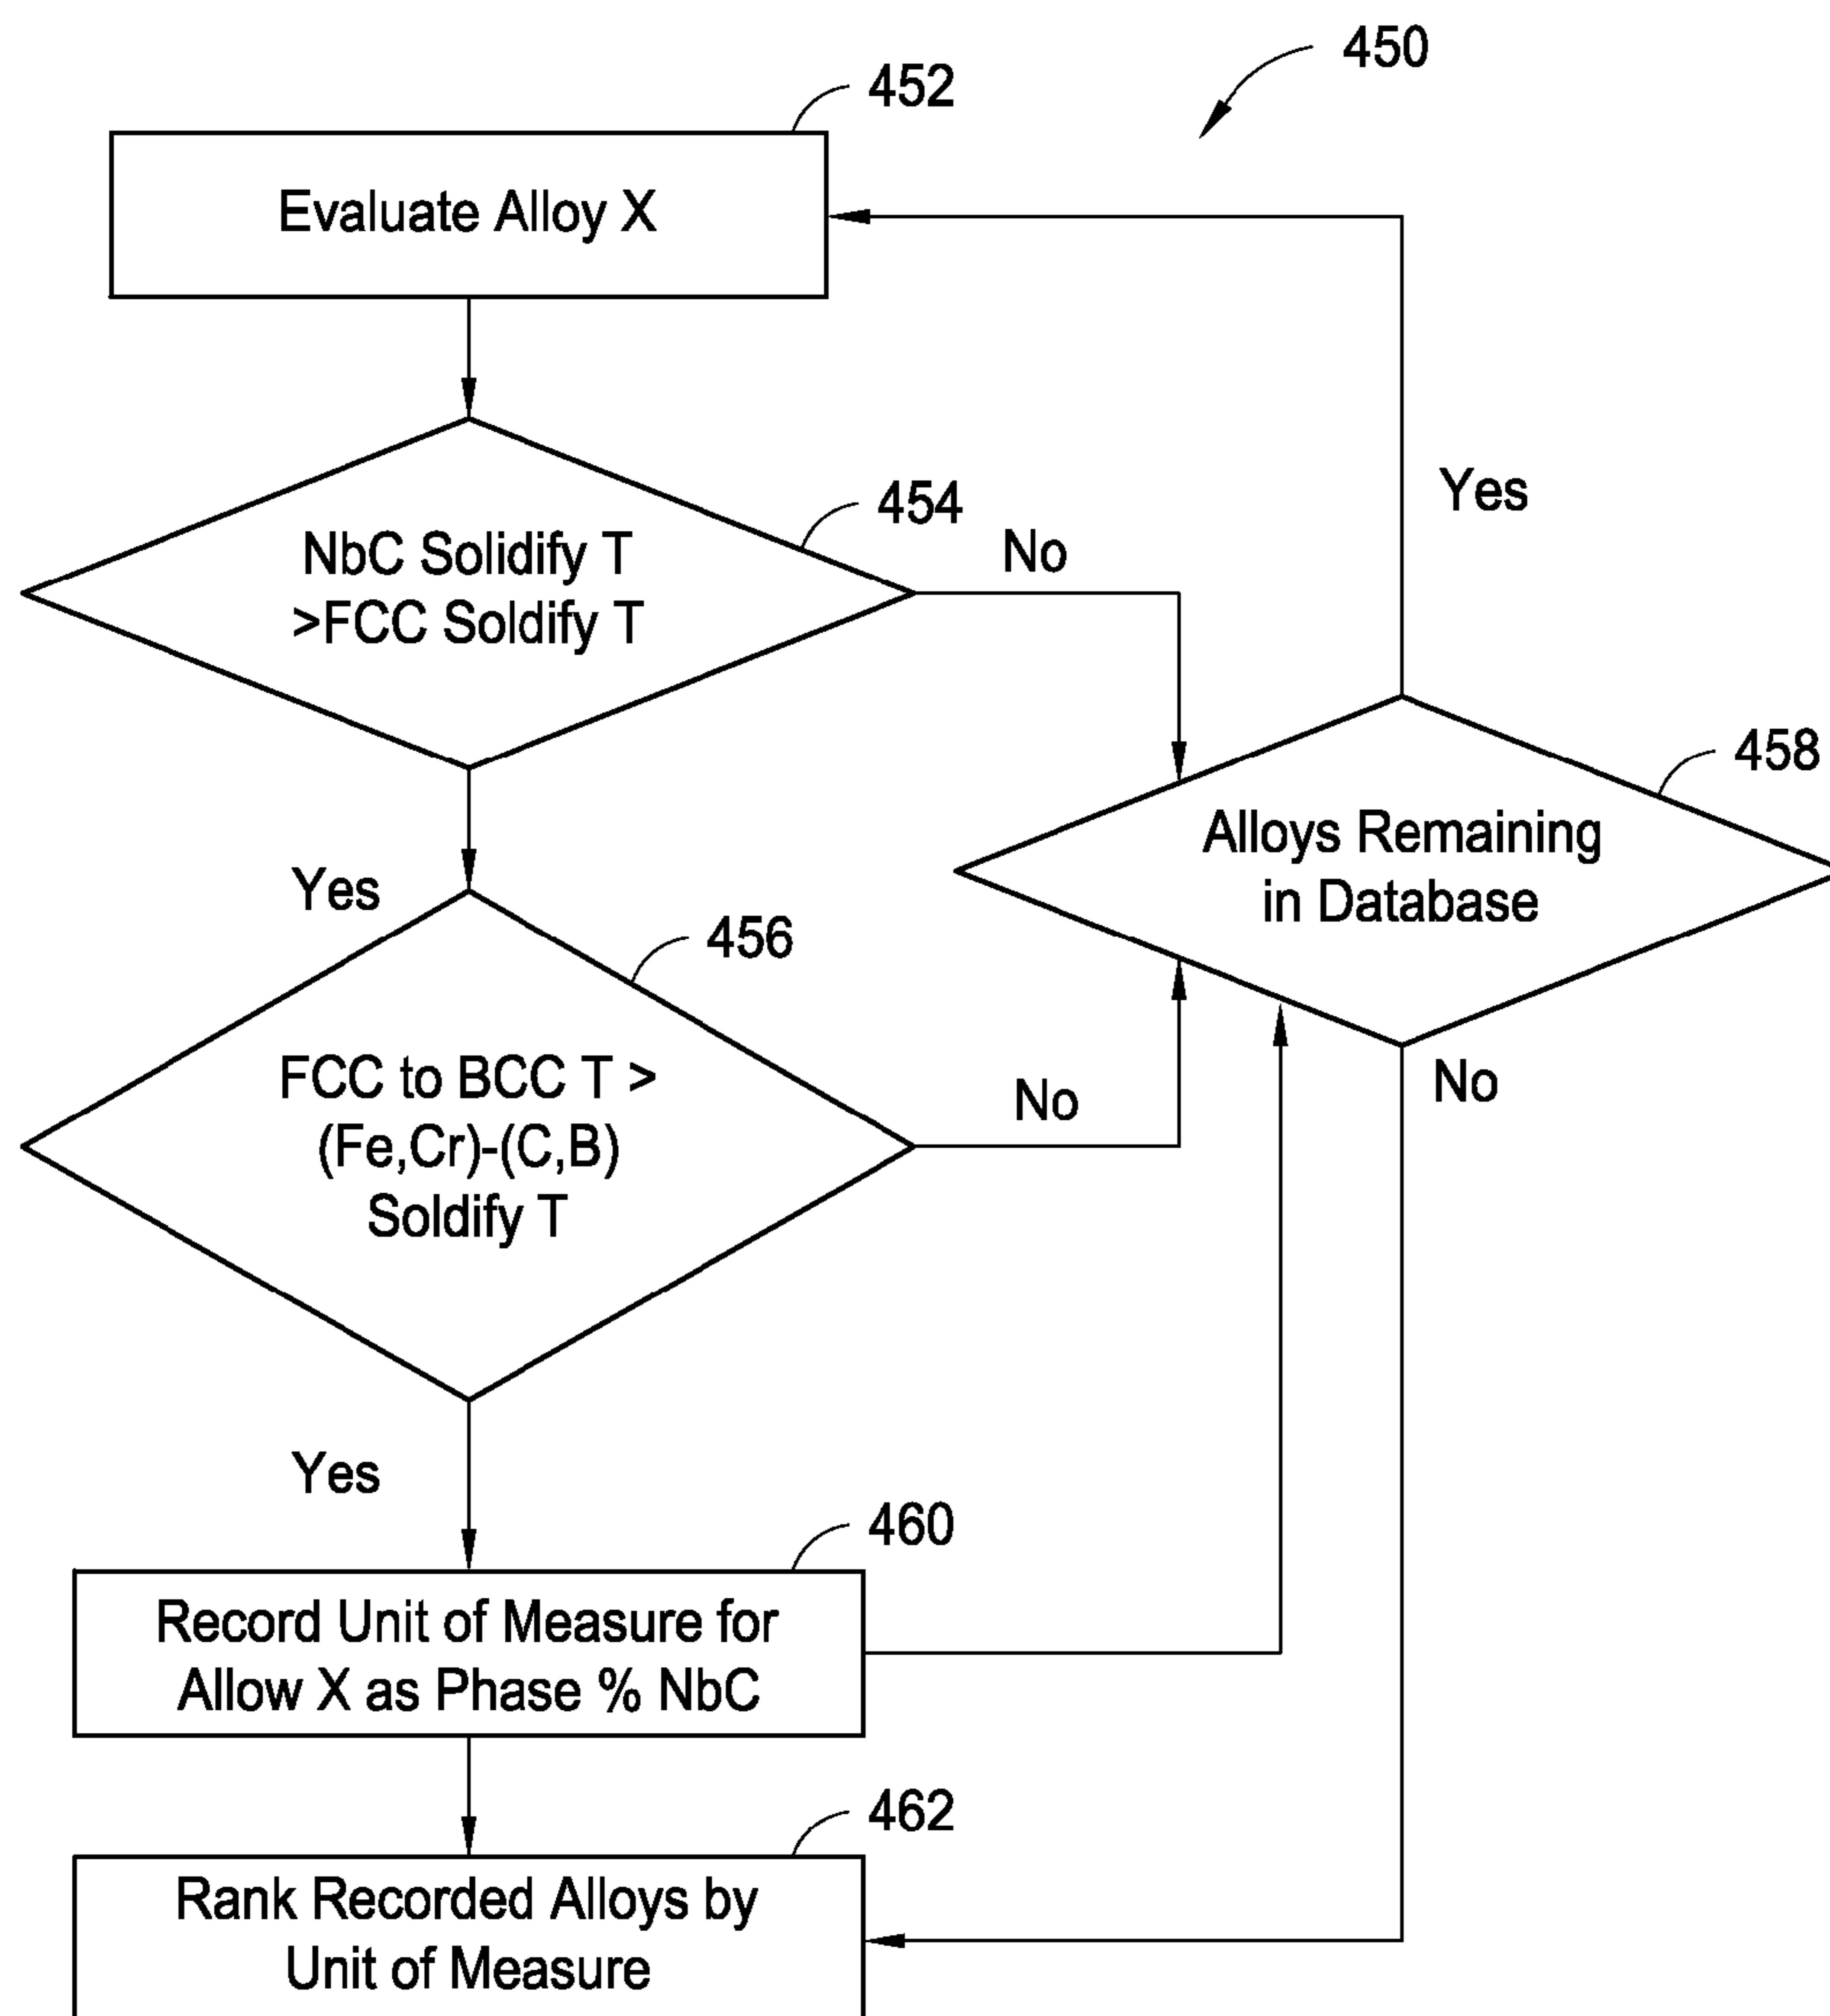 450
452
Evaluate Alloy X
454
NbC Solidify T
>FCC Soldify T
No
Yes
Yes
458
Alloys Remaining
in Database
456
FCC to BCC T >
(Fe,Cr)-(C,B)
Soldify T
No
No
Yes
460
Record Unit of Measure for
Allow X as Phase % NbC
462
Rank Recorded Alloys by
Unit of Measure